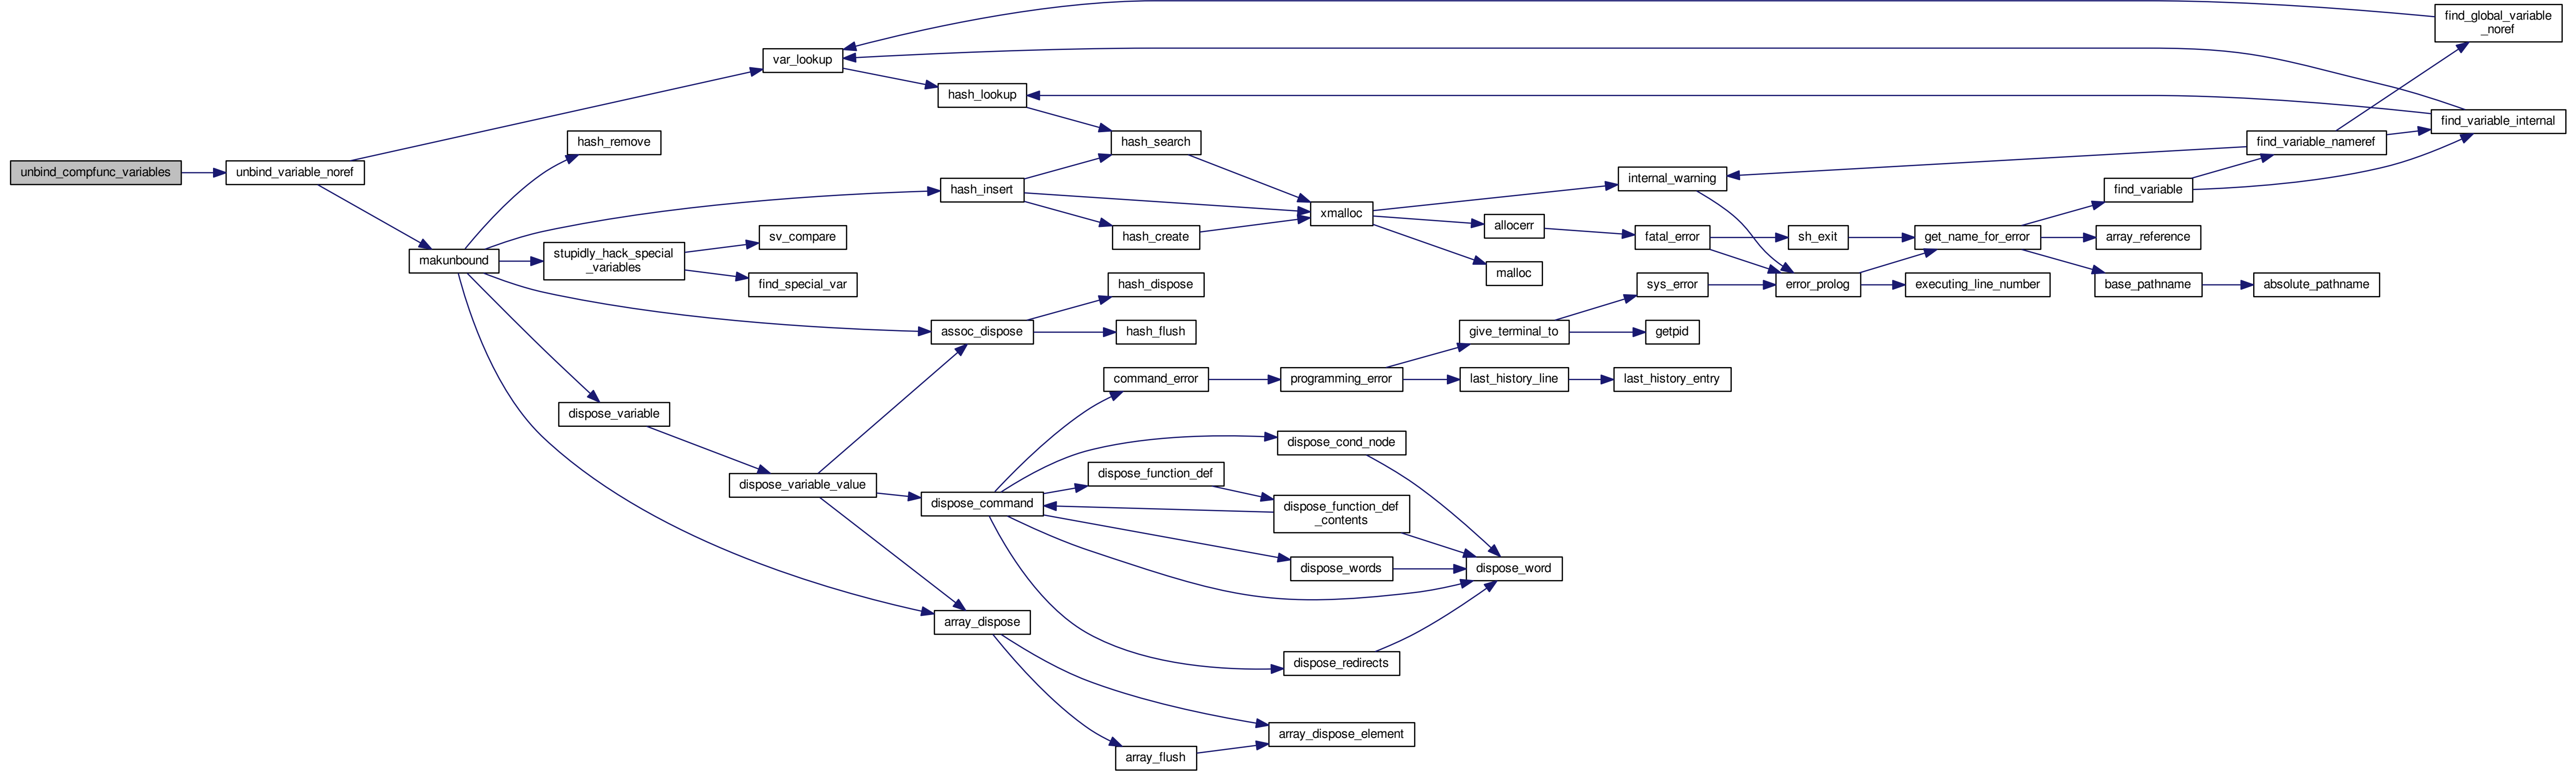 find_global_variable
_noref
var_lookup
hash_lookup
find_variable_internal
hash_remove
hash_search
find_variable_nameref
unbind_compfunc_variables
unbind_variable_noref
internal_warning
hash_insert
find_variable
xmalloc
allocerr
sv_compare
hash_create
fatal_error
sh_exit
get_name_for_error
array_reference
makunbound
stupidly_hack_special
_variables
malloc
find_special_var
hash_dispose
sys_error
error_prolog
executing_line_number
base_pathname
absolute_pathname
assoc_dispose
hash_flush
give_terminal_to
getpid
command_error
programming_error
last_history_line
last_history_entry
dispose_variable
dispose_cond_node
dispose_function_def
dispose_variable_value
dispose_command
dispose_function_def
_contents
dispose_words
dispose_word
array_dispose
dispose_redirects
array_dispose_element
array_flush